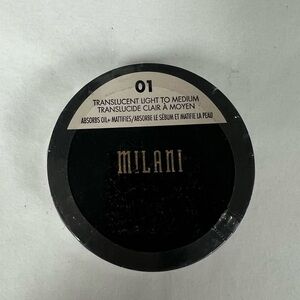 01
TRANSLUCENT LIGHT TO MEDIUM
TRANSLUCIDE CLAIR À MOYEN
ABSORBS OIL+ MATTIFIES/ABSORBE LE SÉBUM ET MATIFIE LA PEAU
MILANI